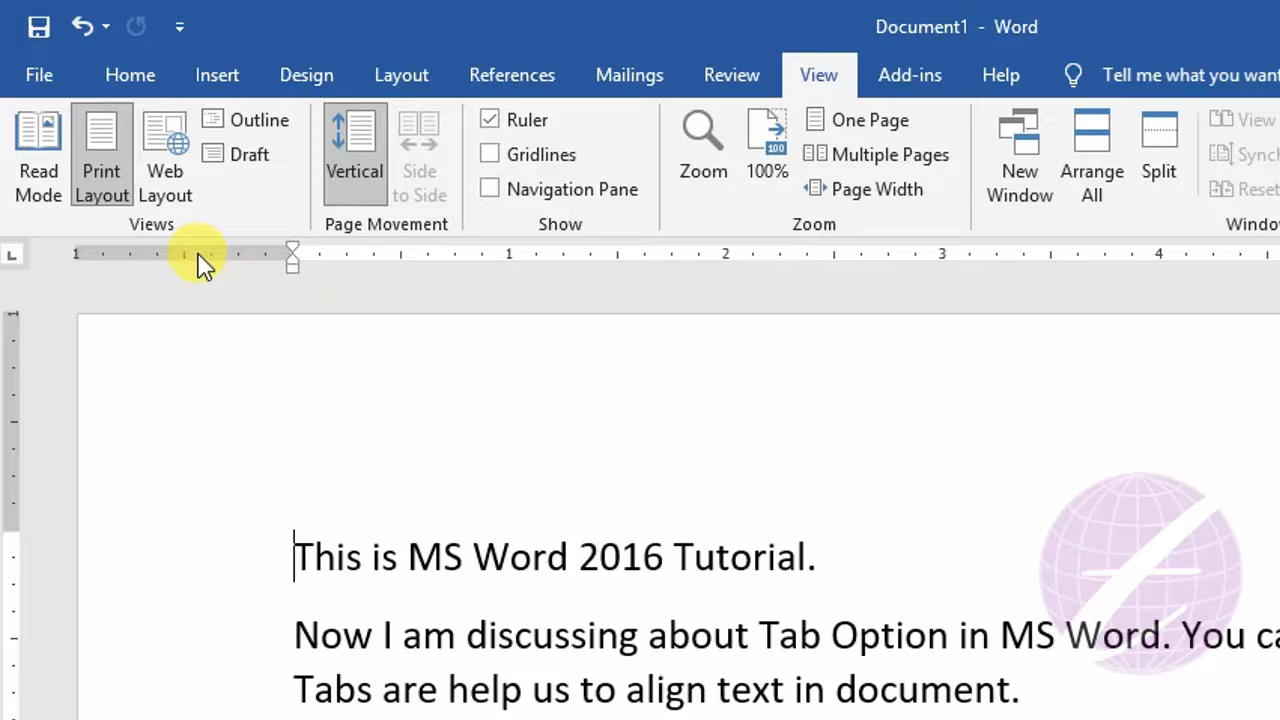 Document1 - Word
File Home Insert Design Layout References Mailings Review View Add-ins Help Tell me what you want
Read Mode
Print Layout
Web Layout
Outline
Draft
Views
Vertical
Side to Side
Page Movement
Ruler
Gridlines
Navigation Pane
Show
Zoom
100%
100
One Page
Multiple Pages
Page Width
Zoom
New Window
Arrange All
Split
View
Sync
Reset
Windo
L
1 1 2 3 4
1
This is MS Word 2016 Tutorial.
Now I am discussing about Tab Option in MS Word. You ca
Tabs are help us to align text in document.